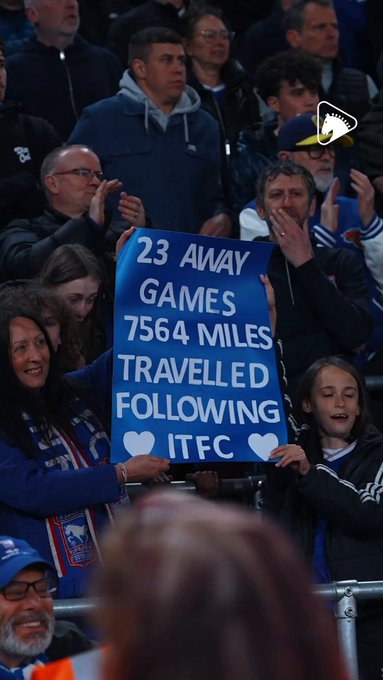 23 AWAY
GAMES
7564 MILES
TRAVELLED
FOLLOWING
ITFC